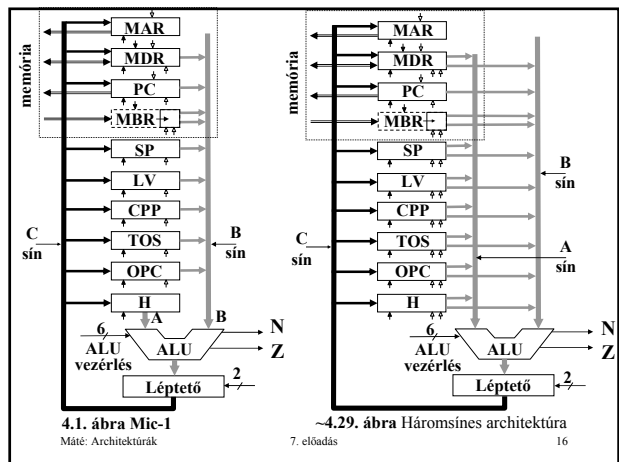 MAR
MDR
PC
MBR
memória
SP
LV
CPP
TOS
OPC
H
C
sín
B
sín
A
B
6
ALU
vezérlés
ALU
N
Z
Léptető
2
4.1. ábra Mic-1
MAR
MDR
PC
MBR
memória
SP
LV
CPP
TOS
OPC
H
C
sín
B
sín
A
sín
6
ALU
vezérlés
ALU
N
Z
Léptető
2
~4.29. ábra Háromsínes architektúra
Máté: Architektúrák
7. előadás
16